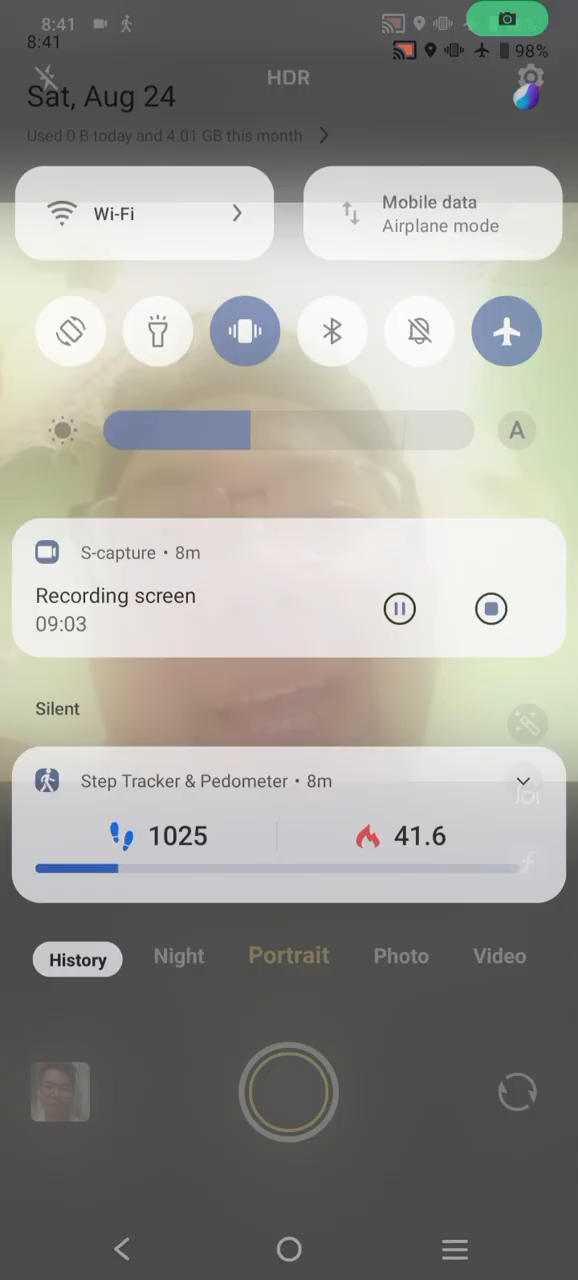 8:41
8:41
98%
HDR
Sat, Aug 24
Used 0 B today and 4.01 GB this month
Wi-Fi
Mobile data
Airplane mode
A
S-capture • 8m
Recording screen
09:03
Silent
Step Tracker & Pedometer • 8m
1025
41.6
History
Night
Portrait
Photo
Video